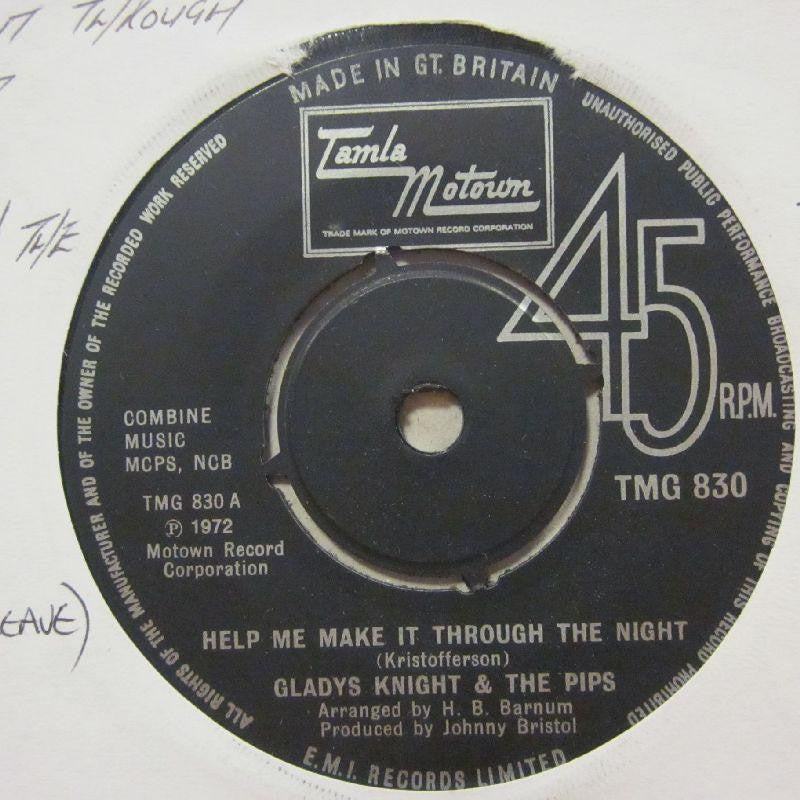 THROUGH
THE
EAVE)
MADE IN GT. BRITAIN
Tamla
Motown
TRADE MARK OF MOTOWN RECORD CORPORATION
45
R.P.M.
TMG 830
COMBINE
MUSIC
MCPS, NCB
TMG 830 A
Ⓟ 1972
Motown Record
Corporation
HELP ME MAKE IT THROUGH THE NIGHT
(Kristofferson)
GLADYS KNIGHT & THE PIPS
Arranged by H. B. Barnum
Produced by Johnny Bristol
E.M.I. RECORDS LIMITED
ALL RIGHTS OF THE MANUFACTURER AND OF THE OWNER OF THE RECORDED WORK RESERVED
UNAUTHORISED PUBLIC PERFORMANCE BROADCASTING AND COPYING OF THIS RECORD PROHIBITED